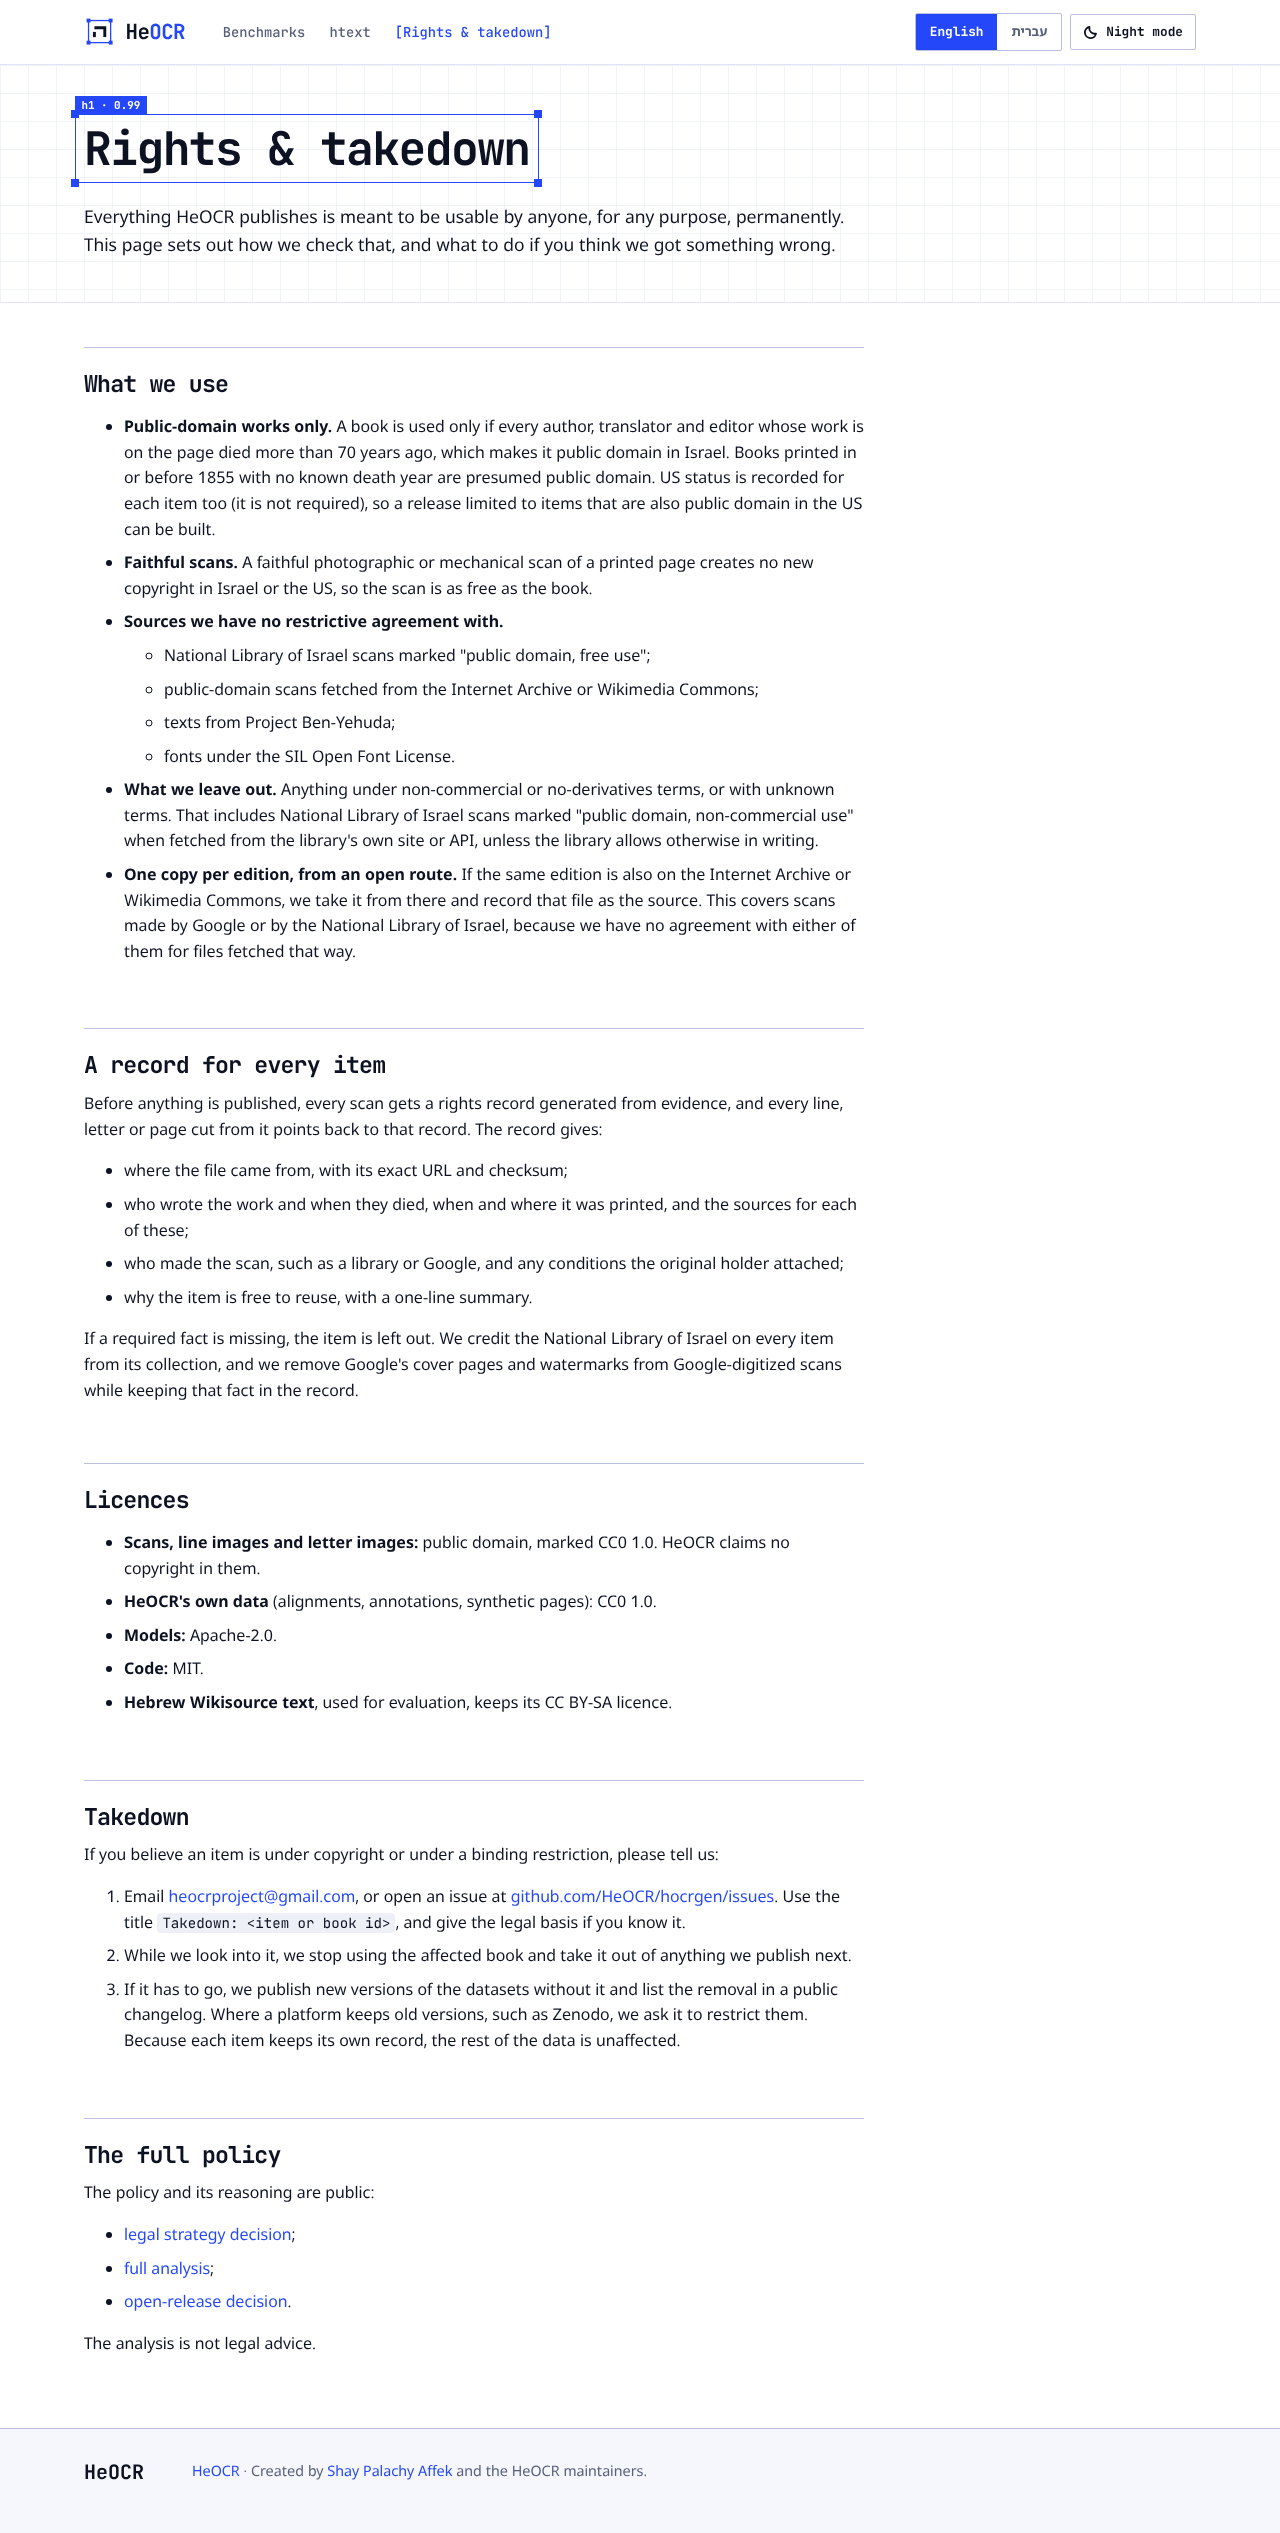 HeOCR
Benchmarks
htext
[Rights & takedown]
English
עברית
Night mode
h1 · 0.99
Rights & takedown
Everything HeOCR publishes is meant to be usable by anyone, for any purpose, permanently.
This page sets out how we check that, and what to do if you think we got something wrong.
What we use
Public-domain works only. A book is used only if every author, translator and editor whose work is
on the page died more than 70 years ago, which makes it public domain in Israel. Books printed in
or before 1855 with no known death year are presumed public domain. US status is recorded for
each item too (it is not required), so a release limited to items that are also public domain in the US
can be built.
Faithful scans. A faithful photographic or mechanical scan of a printed page creates no new
copyright in Israel or the US, so the scan is as free as the book.
Sources we have no restrictive agreement with.
National Library of Israel scans marked "public domain, free use";
public-domain scans fetched from the Internet Archive or Wikimedia Commons;
texts from Project Ben-Yehuda;
fonts under the SIL Open Font License.
What we leave out. Anything under non-commercial or no-derivatives terms, or with unknown
terms. That includes National Library of Israel scans marked "public domain, non-commercial use"
when fetched from the library's own site or API, unless the library allows otherwise in writing.
One copy per edition, from an open route. If the same edition is also on the Internet Archive or
Wikimedia Commons, we take it from there and record that file as the source. This covers scans
made by Google or by the National Library of Israel, because we have no agreement with either of
them for files fetched that way.
A record for every item
Before anything is published, every scan gets a rights record generated from evidence, and every line,
letter or page cut from it points back to that record. The record gives:
where the file came from, with its exact URL and checksum;
who wrote the work and when they died, when and where it was printed, and the sources for each
of these;
who made the scan, such as a library or Google, and any conditions the original holder attached;
why the item is free to reuse, with a one-line summary.
If a required fact is missing, the item is left out. We credit the National Library of Israel on every item
from its collection, and we remove Google's cover pages and watermarks from Google-digitized scans
while keeping that fact in the record.
Licences
Scans, line images and letter images: public domain, marked CC0 1.0. HeOCR claims no
copyright in them.
HeOCR's own data (alignments, annotations, synthetic pages): CC0 1.0.
Models: Apache-2.0.
Code: MIT.
Hebrew Wikisource text, used for evaluation, keeps its CC BY-SA licence.
Takedown
If you believe an item is under copyright or under a binding restriction, please tell us:
1. Email heocrproject@gmail.com, or open an issue at github.com/HeOCR/hocrgen/issues. Use the
title Takedown: <item or book id>, and give the legal basis if you know it.
2. While we look into it, we stop using the affected book and take it out of anything we publish next.
3. If it has to go, we publish new versions of the datasets without it and list the removal in a public
changelog. Where a platform keeps old versions, such as Zenodo, we ask it to restrict them.
Because each item keeps its own record, the rest of the data is unaffected.
The full policy
The policy and its reasoning are public:
legal strategy decision;
full analysis;
open-release decision.
The analysis is not legal advice.
HeOCR
HeOCR · Created by Shay Palachy Affek and the HeOCR maintainers.